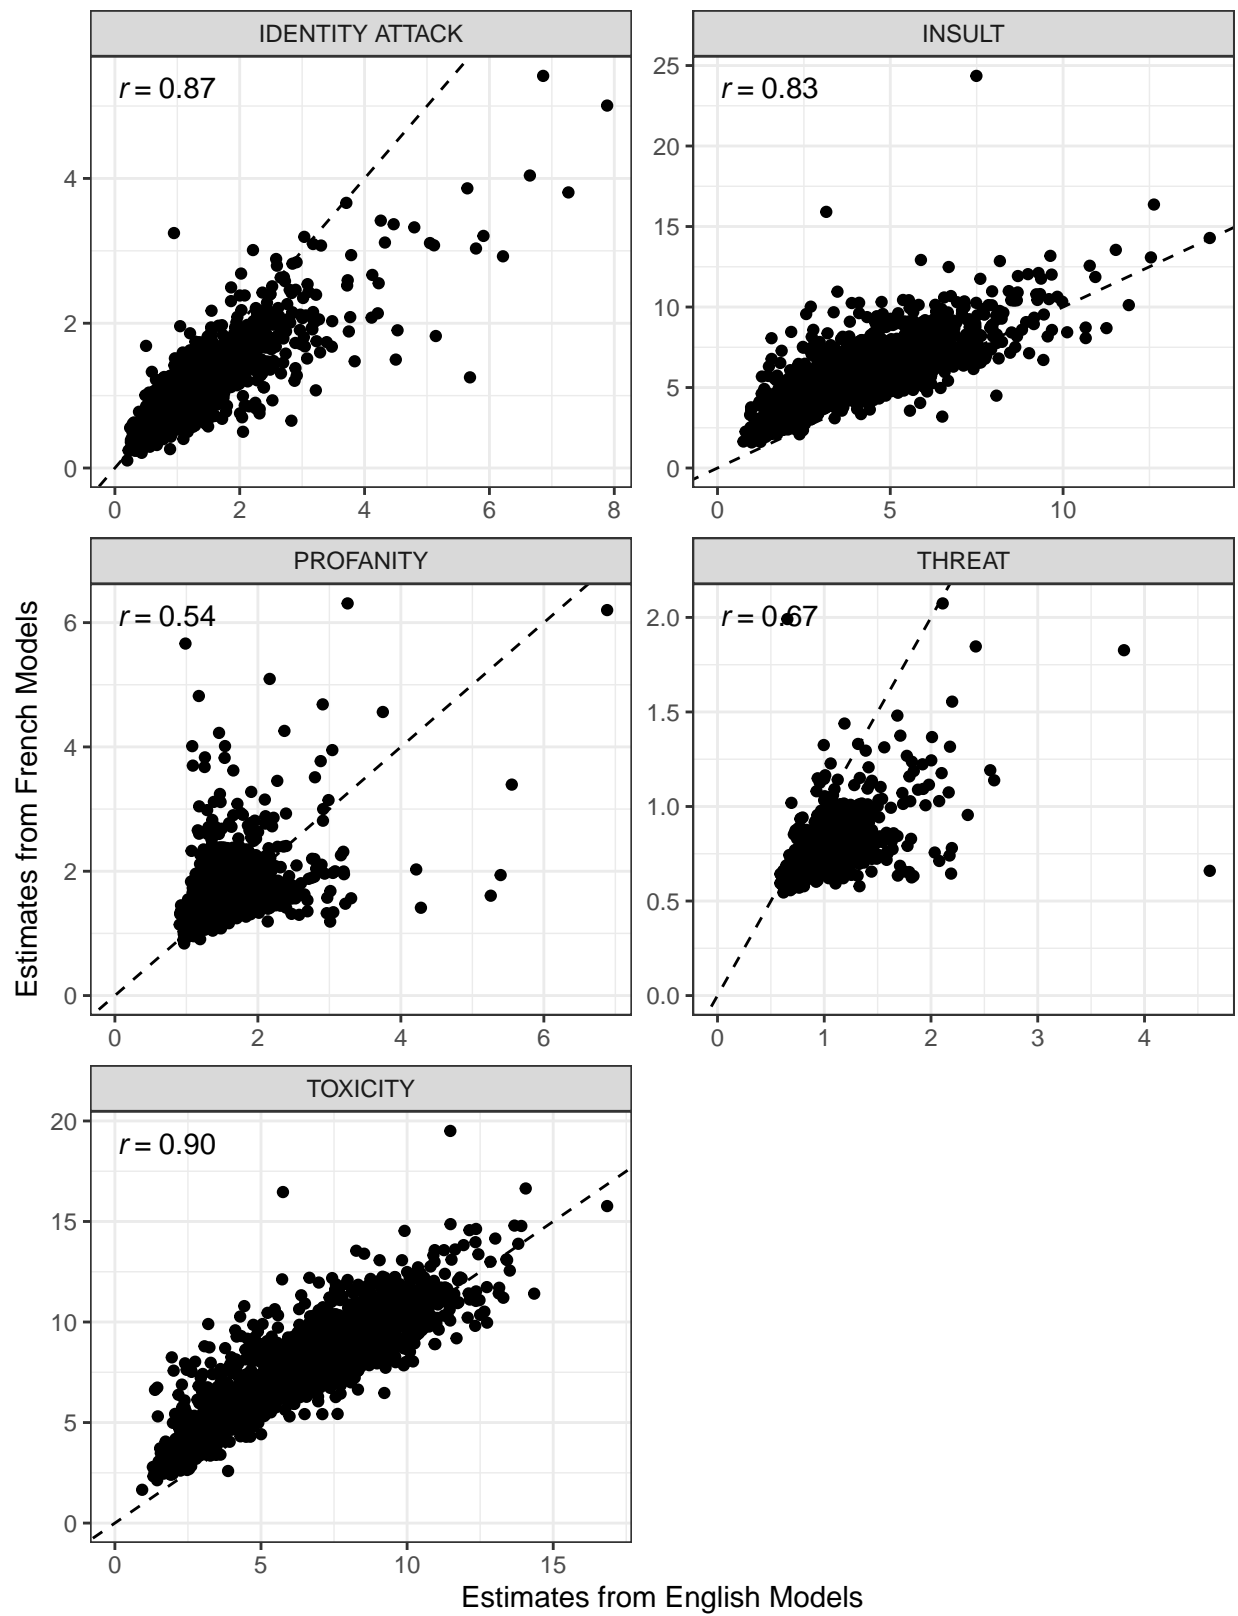 IDENTITY ATTACK
INSULT
r = 0.87
r = 0.83
4
2
0
0 2 4 6 8
25
20
15
10
5
0
0 5 10
PROFANITY
THREAT
r = 0.54
r = 0.67
6
4
2
0
0 2 4 6
2.0
1.5
1.0
0.5
0.0
0 1 2 3 4
TOXICITY
r = 0.90
20
15
10
5
0
0 5 10 15
Estimates from French Models
Estimates from English Models